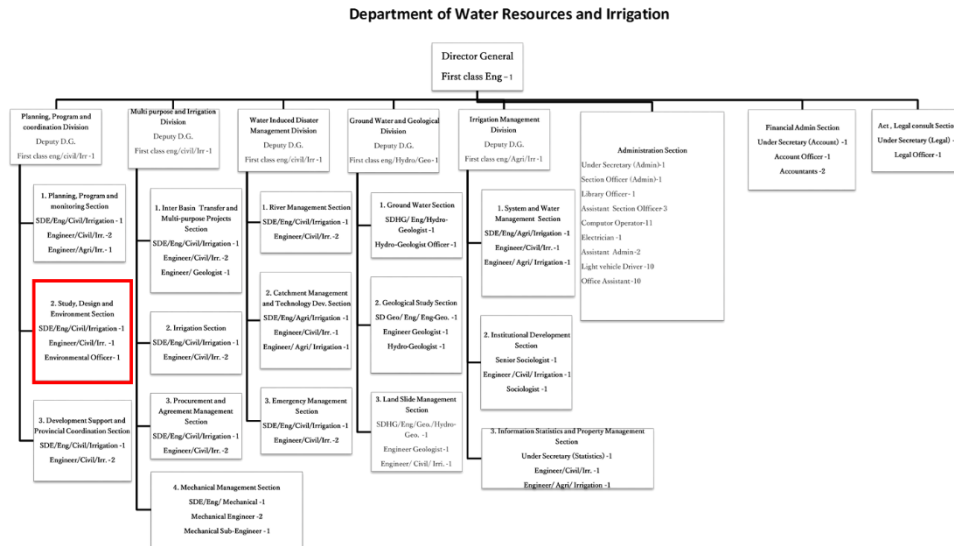 Department of Water Resources and Irrigation
Director General
First class Eng -1
Planning, Program and
coordination Division
Deputy D.G.
First class eng/civil/Irr -1
1. Planning, Program and
monitoring Section
SDE/Eng/Civil/Irrigation -1
Engineer/Civil/Irr. -2
Engineer/Agri/Irr. -1
2. Study, Design and
Environment Section
SDE/Eng/Civil/Irrigation -1
Engineer/Civil/Irr. -1
Environmental Officer- 1
3. Development Support and
Provincial Coordination Section
SDE/Eng/Civil/Irrigation -1
Engineer/Civil/Irr. -2
Multi purpose and Irrigation
Division
Deputy D.G.
First class eng/civil/Irr -1
1. Inter Basin Transfer and
Multi-purpose Projects
Section
SDE/Eng/Civil/Irrigation -1
Engineer/Civil/Irr. -2
Engineer/ Geologist -1
2. Irrigation Section
SDE/Eng/Civil/Irrigation -1
Engineer/Civil/Irr. -2
3. Procurement and
Agreement Management
Section
SDE/Eng/Civil/Irrigation -1
Engineer/Civil/Irr. -2
4. Mechanical Management Section
SDE/Eng/ Mechanical -1
Mechanical Engineer -2
Mechanical Sub-Engineer -1
Water Induced Disator
Management Division
Deputy D.G.
First class eng/civil/Irr -1
1. River Management Section
SDE/Eng/Civil/Irrigation -1
Engineer/Civil/Irr. -2
2. Catchment Management
and Technology Dev. Section
SDE/Eng/Agri/Irrigation -1
Engineer/Civil/Irr. -1
Engineer/ Agri/ Irrigation -1
3. Emergency Management
Section
SDE/Eng/Civil/Irrigation -1
Engineer/Civil/Irr. -2
Ground Water and Geological
Division
Deputy D.G.
First class eng/Hydro/Geo -1
1. Ground Water Section
SDHG/ Eng/Hydro-
Geologist -1
Hydro-Geologist Officer -1
2. Geological Study Section
SD Geo/ Eng/ Eng-Geo. -1
Engineer Geologist -1
Hydro-Geologist -1
3. Land Slide Management
Section
SDHG/Eng/Geo./Hydro-
Geo. -1
Engineer Geologist-1
Engineer/ Civil/ Irri. -1
Irrigation Management
Division
Deputy D.G.
First class eng/Agri/Irr -1
1. System and Water
Management Section
SDE/Eng/Agri/Irrigation -1
Engineer/Civil/Irr. -1
Engineer/ Agri/ Irrigation -1
2. Institutional Development
Section
Senior Sociologist -1
Engineer /Civil/ Irrigation -1
Sociologist -1
3. Information Statistics and Property Management
Section
Under Secretary (Statistics) -1
Engineer/Civil/Irr. -1
Engineer/ Agri/ Irrigation -1
Administration Section
Under Secretary (Admin)-1
Section Officer (Admin)-1
Library Officer -1
Assistant Section Offlicer-3
Computor Operator-11
Electrician -1
Assistant Admin-2
Light vehicle Driver -10
Office Assistant-10
Financial Admin Section
Under Secretary (Account) -1
Account Officer -1
Accountants -2
Act , Legal consult Section
Under Secretary (Legal) -
Legal Officer -1